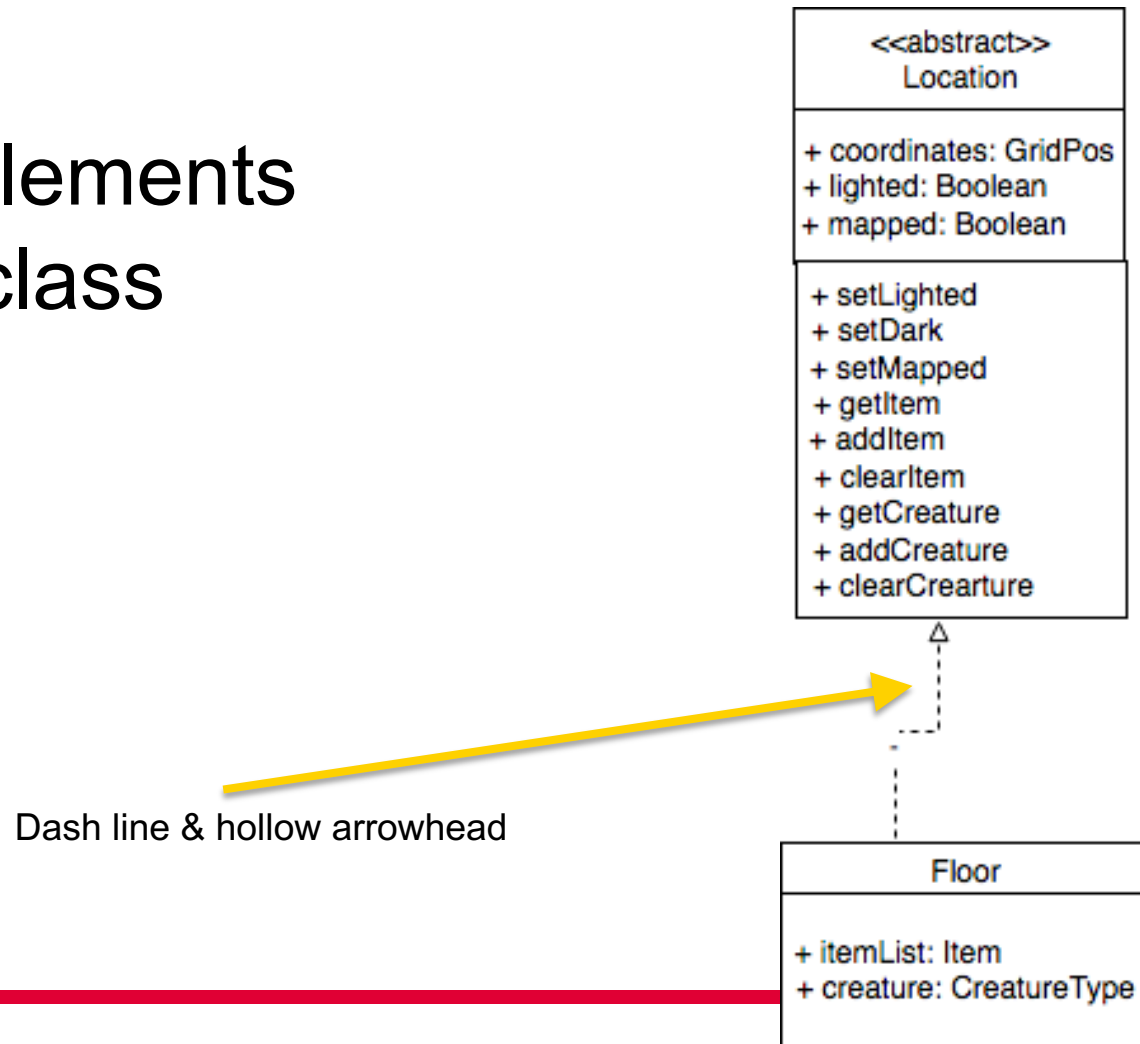 lements
class
Dash line & hollow arrowhead
<<abstract>>
Location
+ coordinates: GridPos
+ lighted: Boolean
+ mapped: Boolean
+ setLighted
+ setDark
+ setMapped
+ getItem
+ addItem
+ clearItem
+ getCreature
+ addCreature
+ clearCrearture
Floor
+ itemList: Item
+ creature: CreatureType